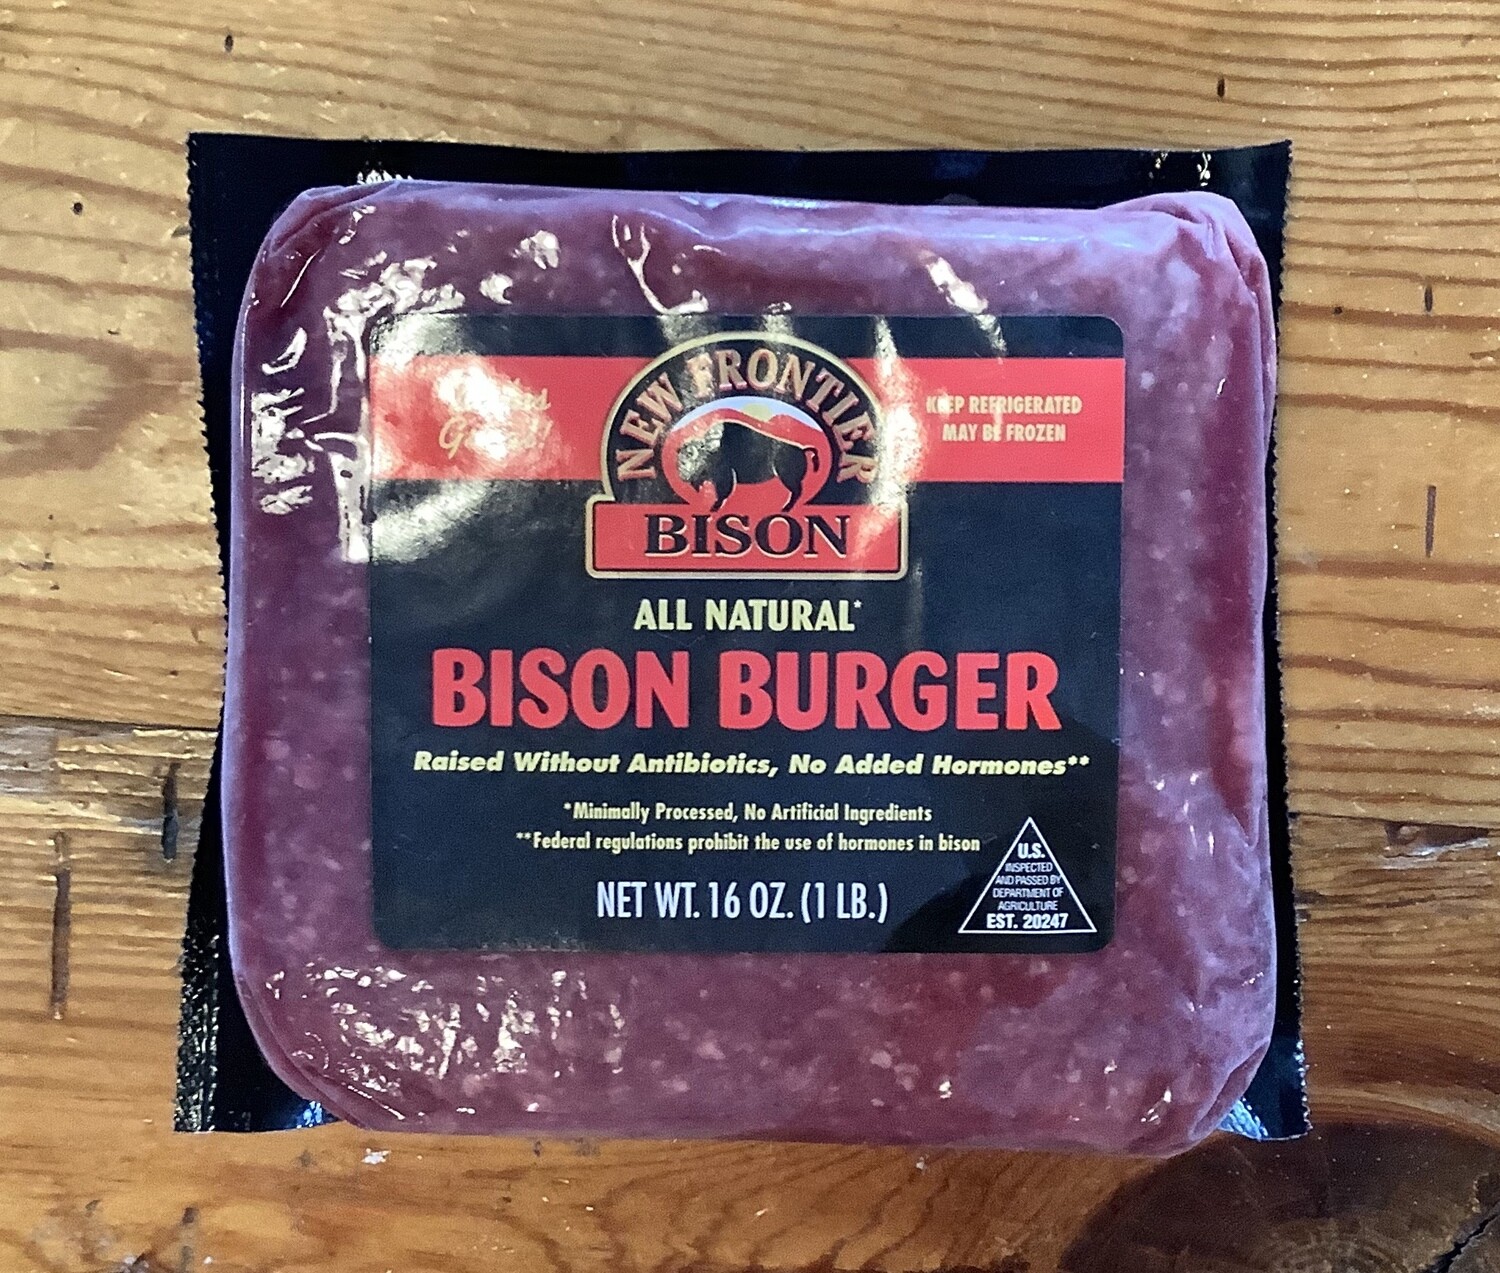 NEW FRONTIER
BISON
KEEP REFRIGERATED
MAY BE FROZEN
ALL NATURAL*
BISON BURGER
Raised Without Antibiotics, No Added Hormones**
*Minimally Processed, No Artificial Ingredients
**Federal regulations prohibit the use of hormones in bison
NET WT. 16 OZ. (1 LB.)
U.S.
INSPECTED
AND PASSED BY
DEPARTMENT OF
AGRICULTURE
EST. 20247